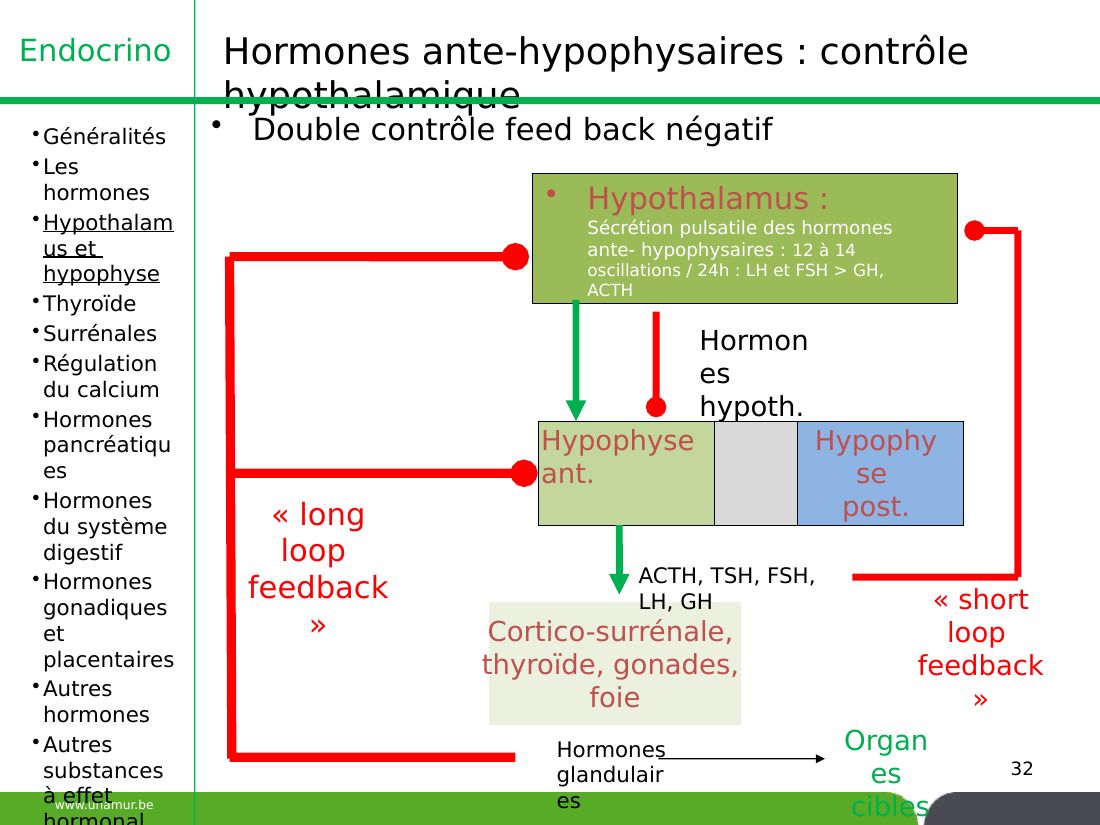 Endocrino
Hormones ante-hypophysaires : contrôle
hypothalamique
•Généralités
•Les
hormones
•Hypothalam
us et
hypophyse
•Thyroïde
•Surrénales
•Régulation
du calcium
•Hormones
pancréatiqu
es
•Hormones
du système
digestif
•Hormones
gonadiques
et
placentaires
•Autres
hormones
•Autres
substances
à effet
hormonal
• Double contrôle feed back négatif
• Hypothalamus :
Sécrétion pulsatile des hormones
ante- hypophysaires : 12 à 14
oscillations / 24h : LH et FSH > GH,
ACTH
Hormon
es
hypoth.
Hypophyse
ant.
Hypophy
se
post.
« long
loop
feedback
»
ACTH, TSH, FSH,
LH, GH
« short
loop
feedback
»
Cortico-surrénale,
thyroïde, gonades,
foie
Hormones
glandulair
es
Organ
es
cibles
32
www.unamur.be